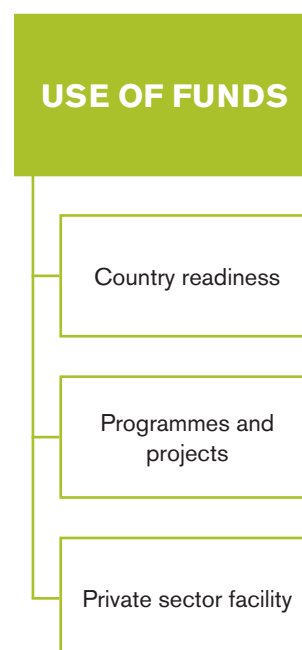 USE OF FUNDS
Country readiness
Programmes and
projects
Private sector facility